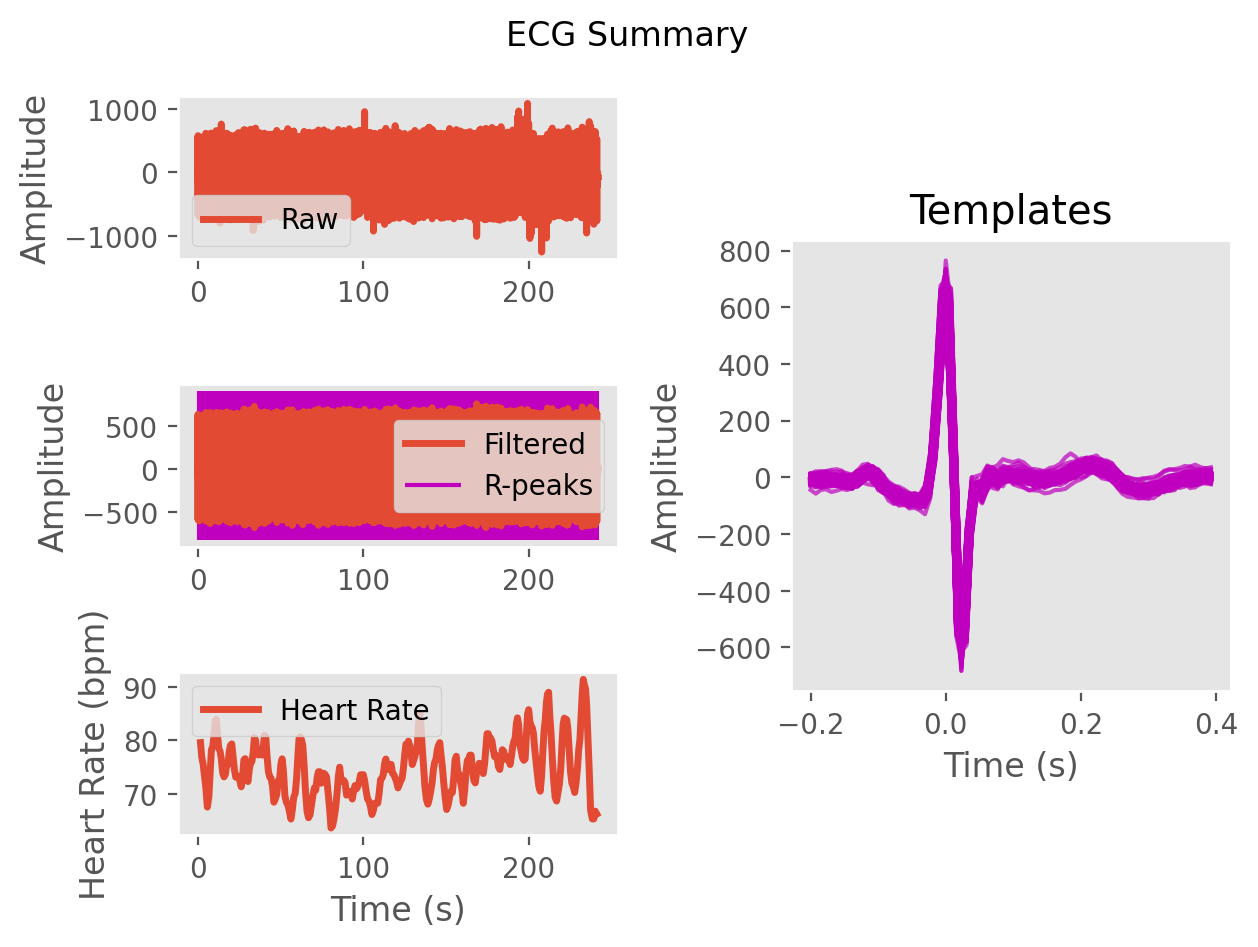 ECG Summary
Amplitude
1000
0
−1000
Raw
0 100 200
Amplitude
500
0
−500
Filtered
R-peaks
0 100 200
Heart Rate (bpm)
90
80
70
Heart Rate
0 100 200
Time (s)
Templates
Amplitude
800
600
400
200
0
−200
−400
−600
−0.2 0.0 0.2 0.4
Time (s)